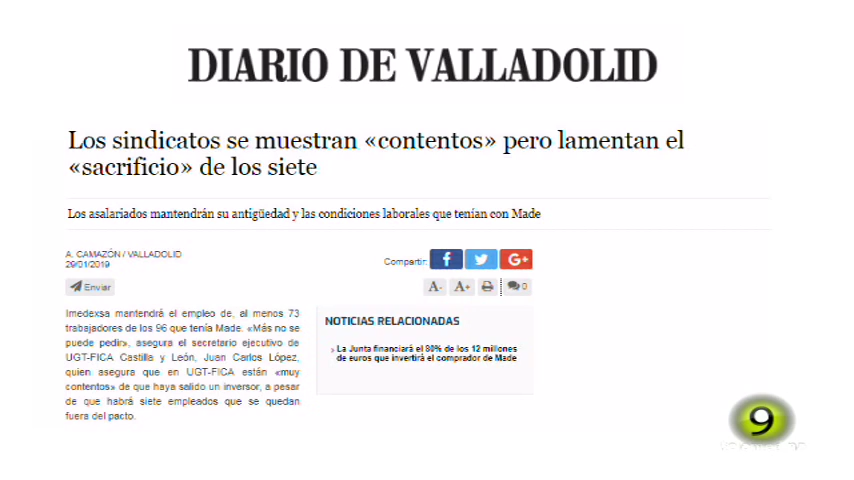 DIARIO DE VALLADOLID
Los sindicatos se muestran «contentos» pero lamentan el
«sacrificio» de los siete
Los asalariados mantendrán su antigüedad y las condiciones laborales que tenían con Made
A. CAMAZÓN / VALLADOLID
29/01/2019
Compartir:
f
G+
Enviar
A-
A+
0
Imedexsa mantendrá el empleo de, al menos 73
trabajadores de los 96 que tenía Made. «Más no se
puede pedir», asegura el secretario ejecutivo de
UGT-FICA Castilla y León, Juan Carlos López,
quien asegura que en UGT-FICA están «muy
contentos» de que haya salido un inversor, a pesar
de que habrá siete empleados que se quedan
fuera del pacto.
NOTICIAS RELACIONADAS
› La Junta financiará el 80% de los 12 millones
de euros que invertirá el comprador de Made
9